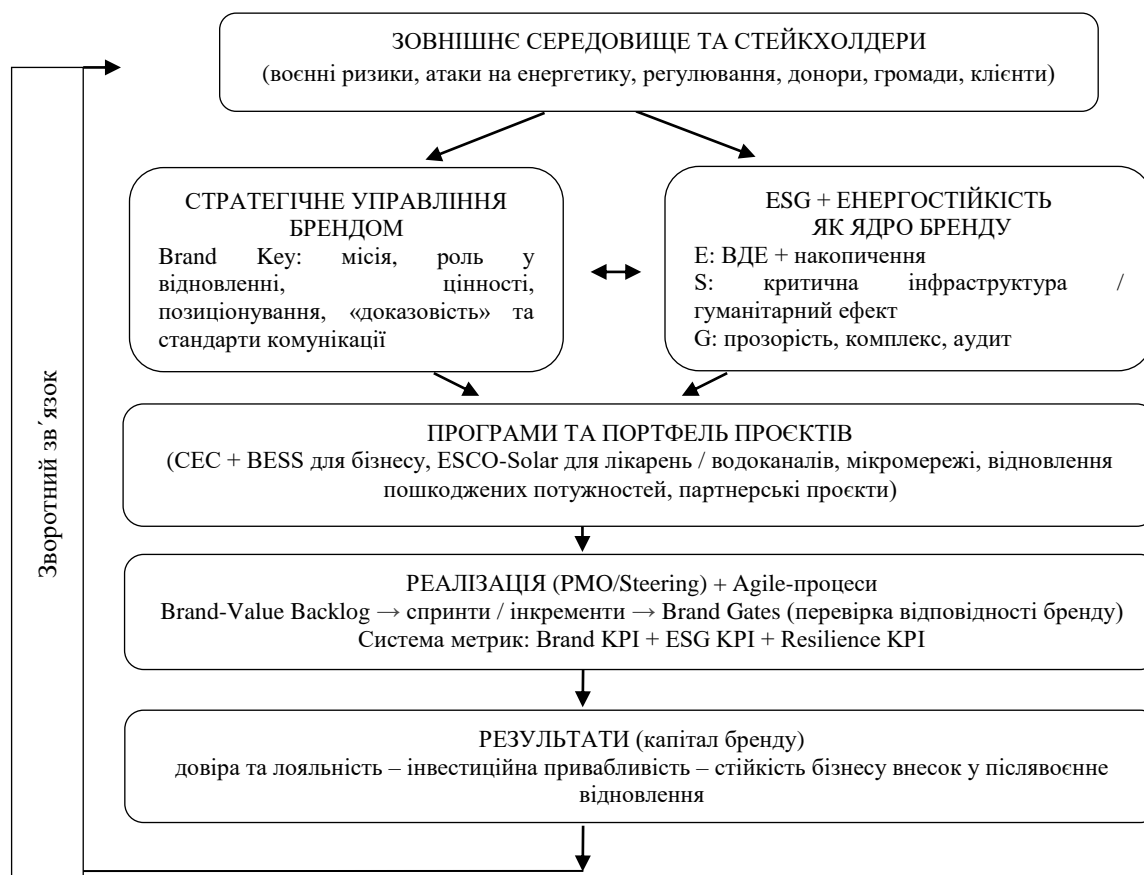 ЗОВНІШНЄ СЕРЕДОВИЩЕ ТА СТЕЙКХОЛДЕРИ
(воєнні ризики, атаки на енергетику, регулювання, донори, громади, клієнти)
СТРАТЕГІЧНЕ УПРАВЛІННЯ
БРЕНДОМ
Brand Key: місія, роль у
відновленні, цінності,
позиціонування, «доказовість» та
стандарти комунікації
ESG + ЕНЕРГОСТІЙКІСТЬ
ЯК ЯДРО БРЕНДУ
E: ВДЕ + накопичення
S: критична інфраструктура /
гуманітарний ефект
G: прозорість, комплекс, аудит
ПРОГРАМИ ТА ПОРТФЕЛЬ ПРОЄКТІВ
(СЕС + BESS для бізнесу, ESCO-Solar для лікарень / водоканалів, мікромережі, відновлення
пошкоджених потужностей, партнерські проєкти)
РЕАЛІЗАЦІЯ (PMO/Steering) + Agile-процеси
Brand-Value Backlog → спринти / інкременти → Brand Gates (перевірка відповідності бренду)
Система метрик: Brand KPI + ESG KPI + Resilience KPI
РЕЗУЛЬТАТИ (капітал бренду)
довіра та лояльність – інвестиційна привабливість – стійкість бізнесу внесок у післявоєнне
відновлення
Зворотний зв´язок